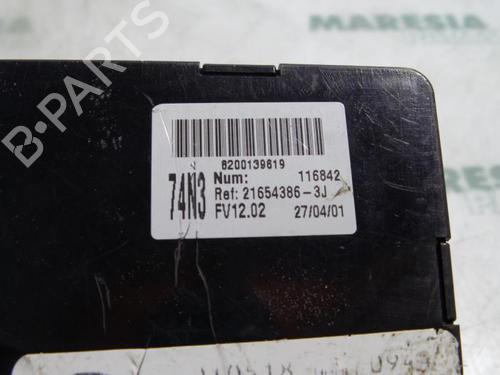 MARESIA
B-PARTS
8200139619
74N3
Num: 116842
Ref: 21654386-3J
FV12.02 27/04/01